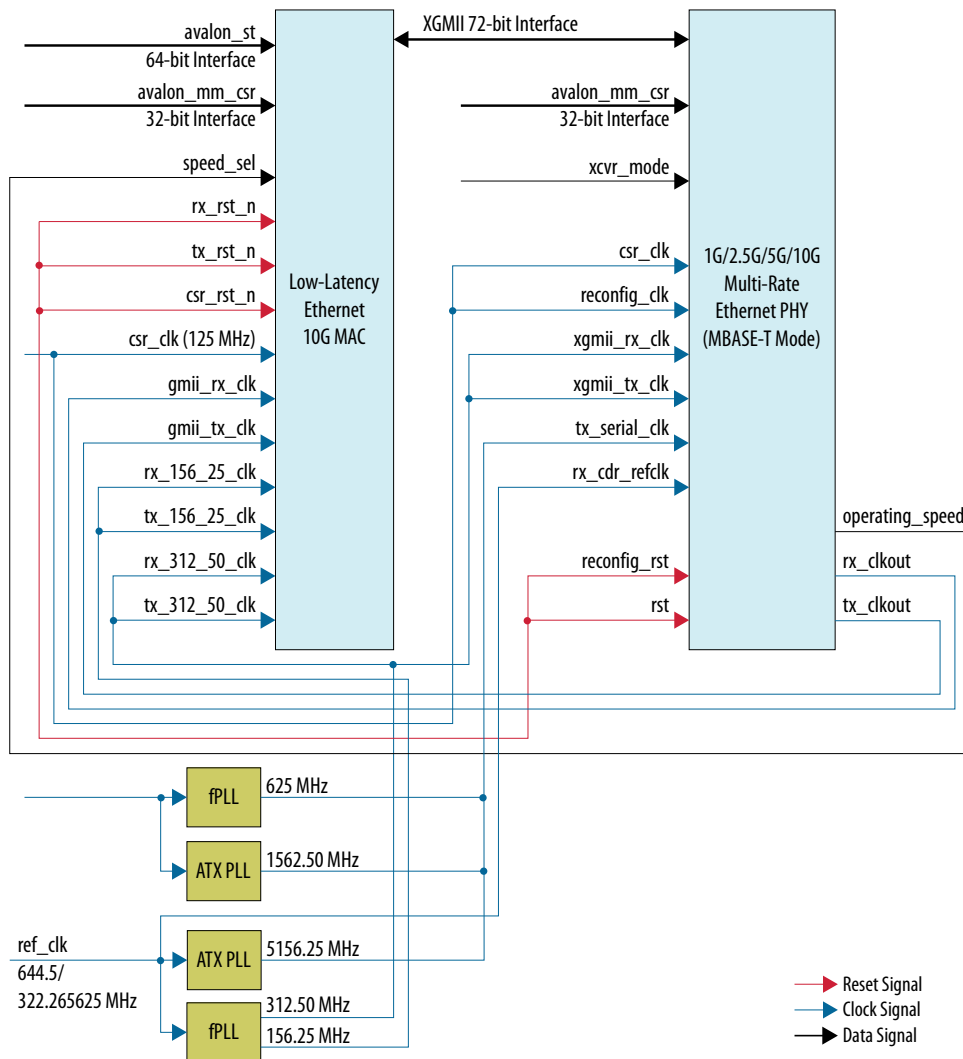 avalon_st
64-bit Interface
avalon_mm_csr
32-bit Interface
speed_sel
rx_rst_n
tx_rst_n
csr_rst_n
csr_clk (125 MHz)
gmii_rx_clk
gmii_tx_clk
rx_156_25_clk
tx_156_25_clk
rx_312_50_clk
tx_312_50_clk
Low-Latency
Ethernet
10G MAC
XGMII 72-bit Interface
avalon_mm_csr
32-bit Interface
xcvr_mode
csr_clk
reconfig_clk
xgmii_rx_clk
xgmii_tx_clk
tx_serial_clk
rx_cdr_refclk
reconfig_rst
rst
1G/2.5G/5G/10G
Multi-Rate
Ethernet PHY
(MBASE-T Mode)
operating_speed
rx_clkout
tx_clkout
fPLL
625 MHz
ATX PLL
1562.50 MHz
ref_clk
644.5/
322.265625 MHz
ATX PLL
5156.25 MHz
fPLL
312.50 MHz
156.25 MHz
Reset Signal
Clock Signal
Data Signal